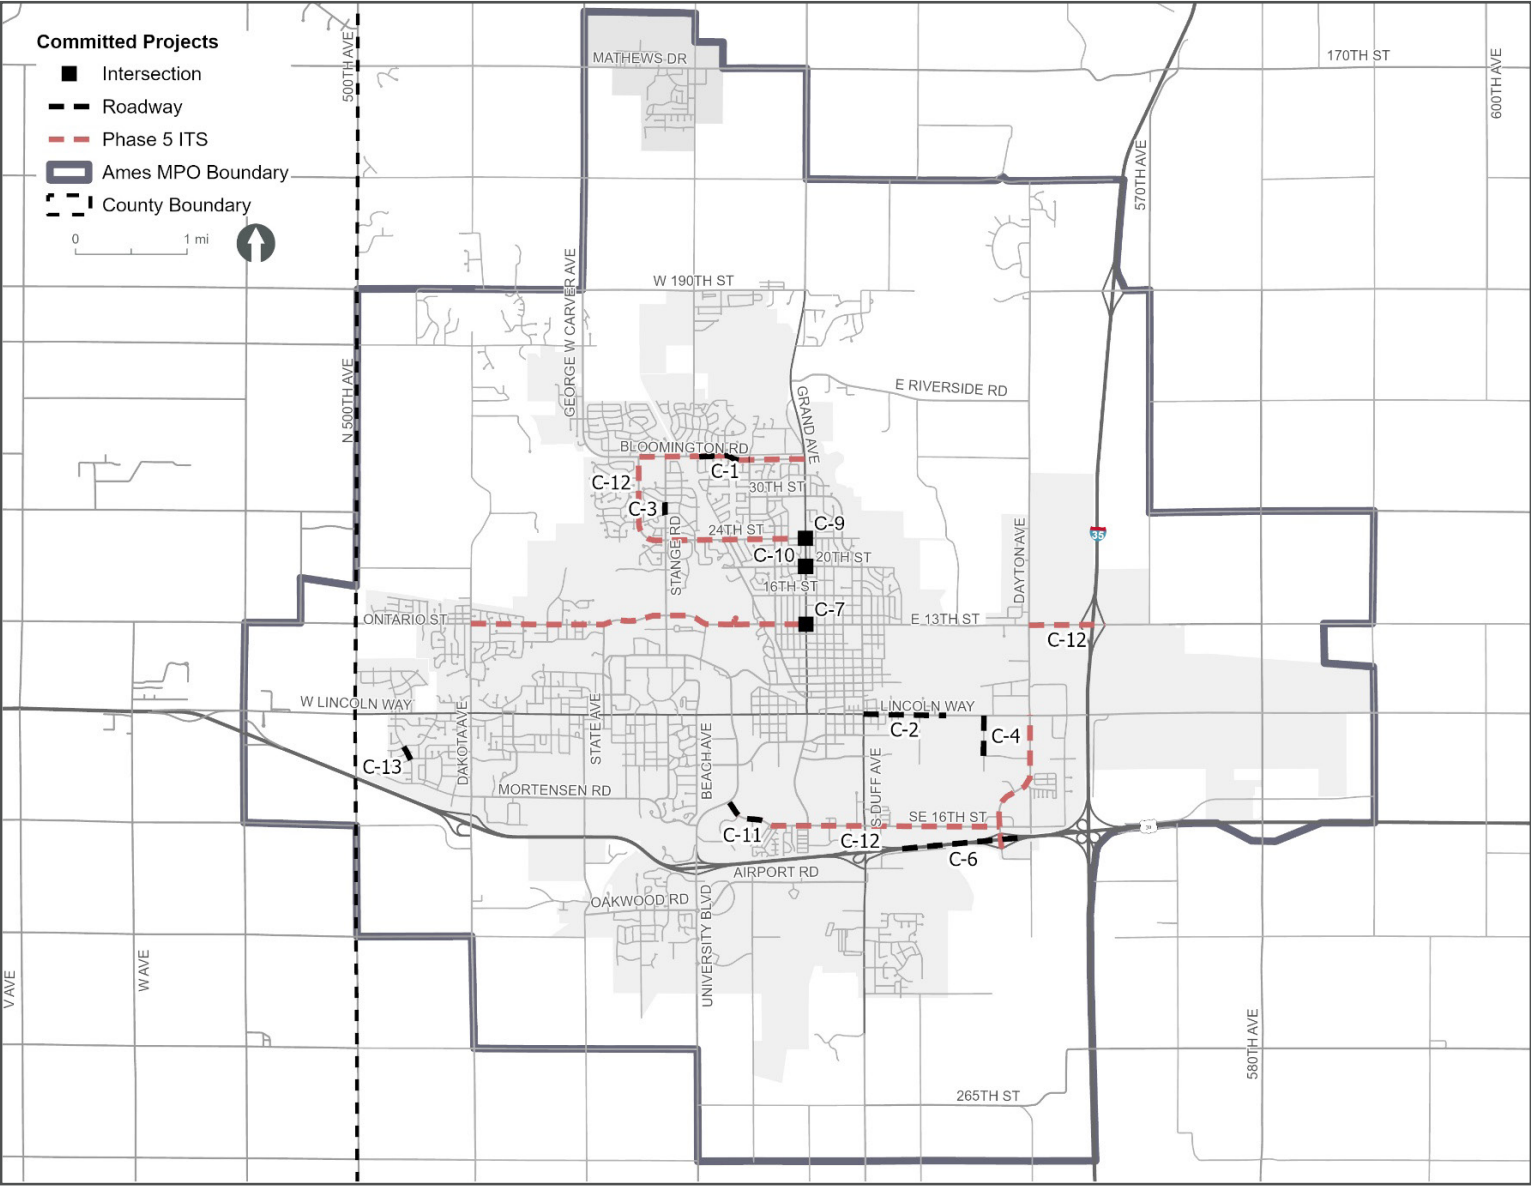 Committed Projects
Intersection
Roadway
Phase 5 ITS
Ames MPO Boundary
County Boundary
0 1 mi
500TH AVE
MATHEWS DR
170TH ST
600TH AVE
570TH AVE
GEORGE W CARVER AVE
W 190TH ST
N 500TH AVE
E RIVERSIDE RD
GRAND AVE
BLOOMINGTON RD
C-1
C-12
30TH ST
C-3
STANGE RD
24TH ST
C-9
C-10
20TH ST
16TH ST
C-7
DAYTON AVE
35
ONTARIO ST
E 13TH ST
C-12
W LINCOLN WAY
LINCOLN WAY
C-2
C-4
DAKOTA AVE
STATE AVE
BEACH AVE
S DUFF AVE
C-13
MORTENSEN RD
SE 16TH ST
C-11
C-12
C-6
AIRPORT RD
OAKWOOD RD
UNIVERSITY BLVD
V AVE
W AVE
580TH AVE
265TH ST